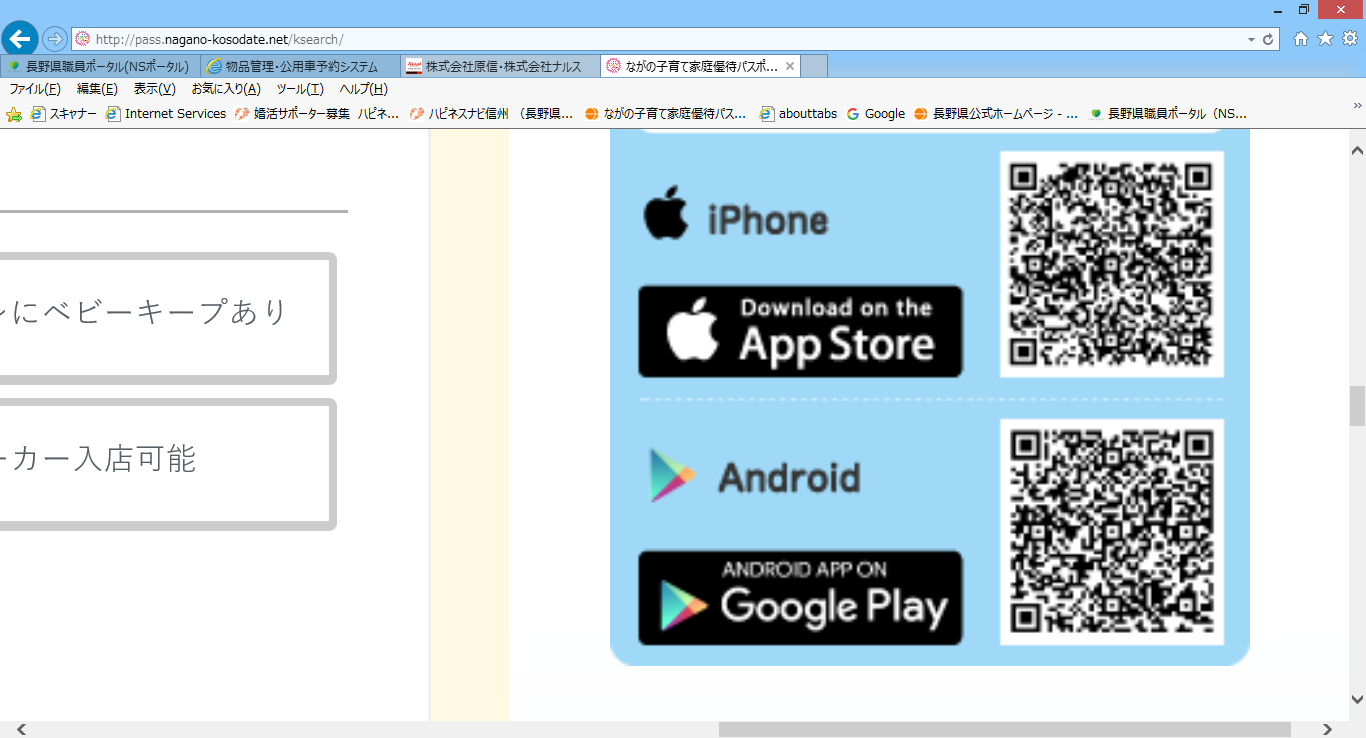 http://pass.nagano-kosodate.net/ksearch/
長野県職員ポータル(NSポータル)
物品管理・公用車予約システム
株式会社原信・株式会社ナルス
ながの子育て家庭優待パスポ...
ファイル(F) 編集(E) 表示(V) お気に入り(A) ツール(T) ヘルプ(H)
スキャナー Internet Services 婚活サポーター募集 ハピネ... ハピネスナビ信州 （長野県... ながの子育て家庭優待パス... abouttabs Google 長野県公式ホームページ - ... 長野県職員ポータル（NS...
レにベビーキープあり
ーカー入店可能
iPhone
Download on the
App Store
Android
ANDROID APP ON
Google Play